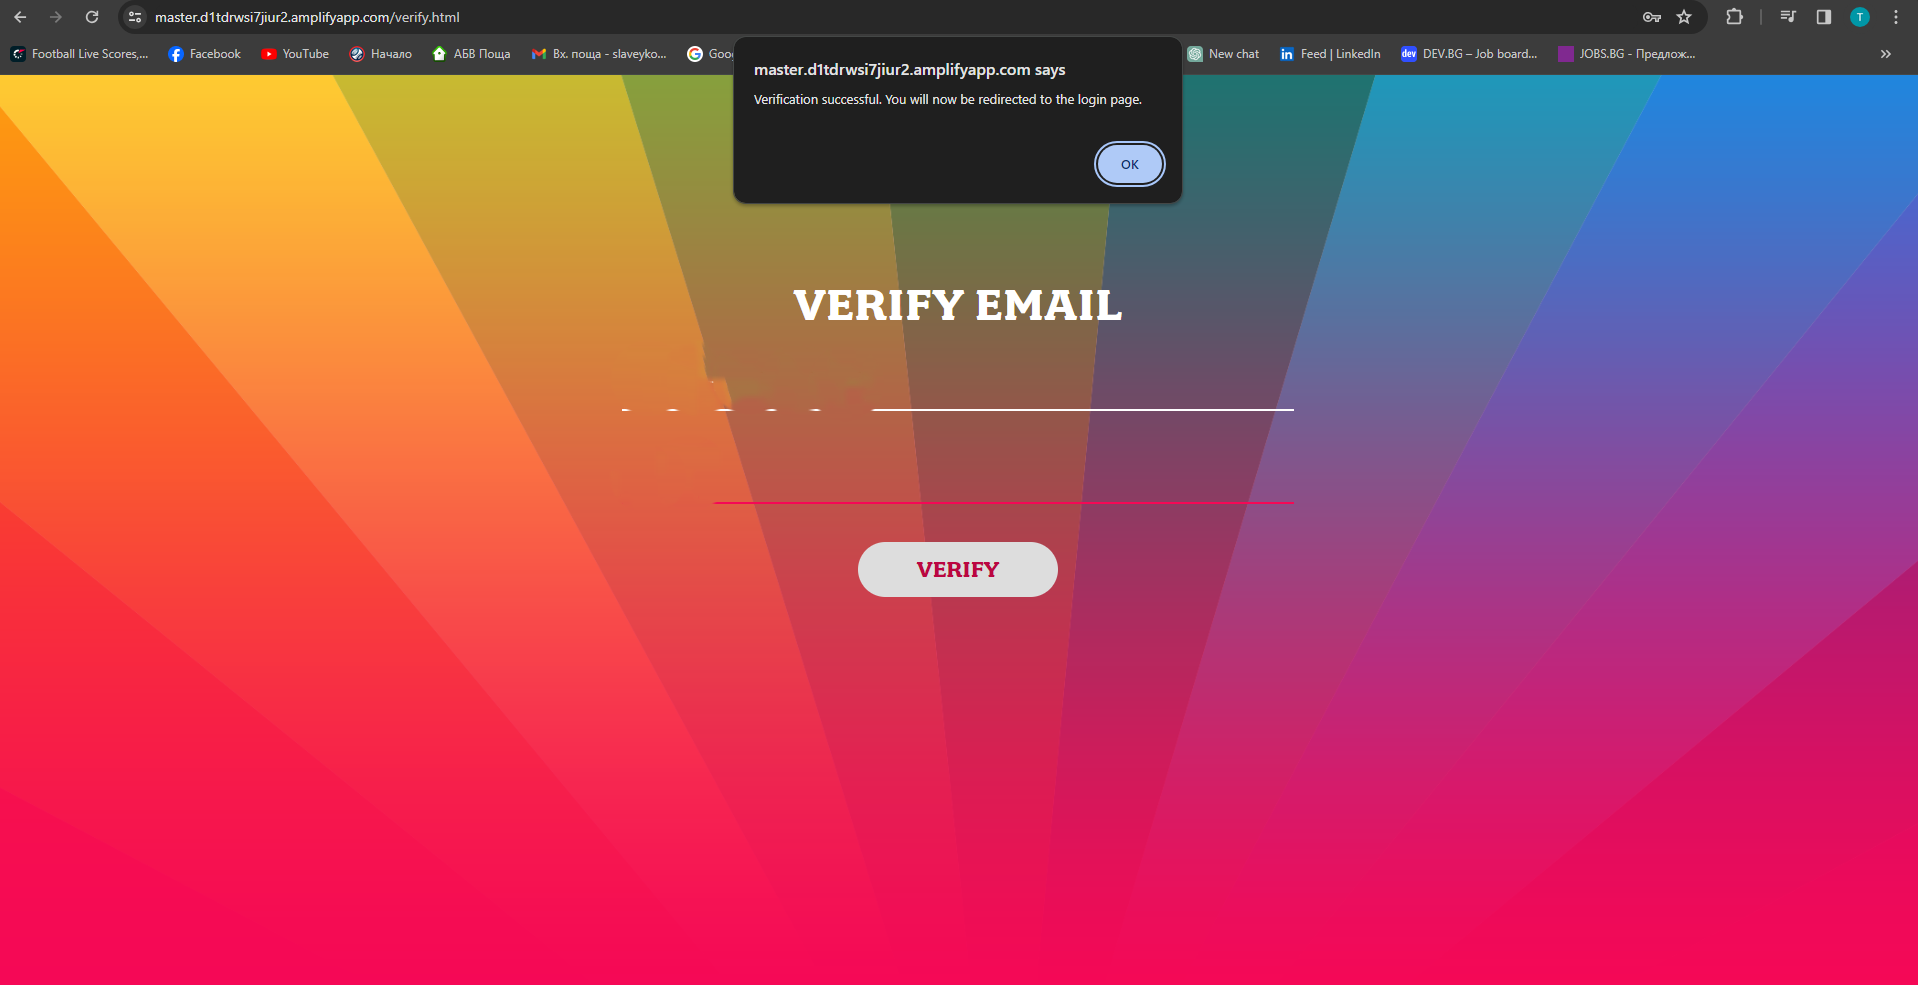 master.d1tdrwsi7jiur2.amplifyapp.com/verify.html
T
Football Live Scores,...
Facebook
YouTube
Начало
АБВ Поща
Вх. поща - slaveyko...
Goo
New chat
in Feed | LinkedIn
dev DEV.BG – Job board...
JOBS.BG - Предлож...
master.d1tdrwsi7jiur2.amplifyapp.com says
Verification successful. You will now be redirected to the login page.
OK
VERIFY EMAIL
VERIFY